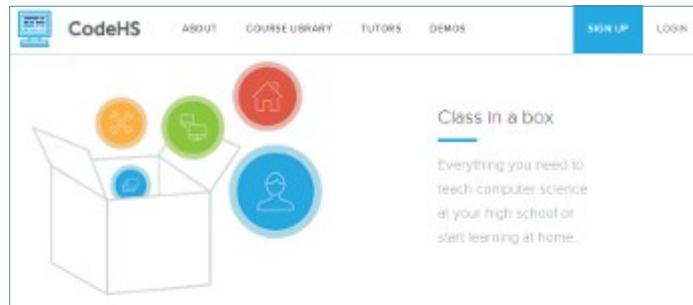 CodeHS ABOUT COURSE LIBRARY TUTORS DEMOS SIGN UP LOGIN
Class in a box
Everything you need to
teach computer science
at your high school or
start learning at home.